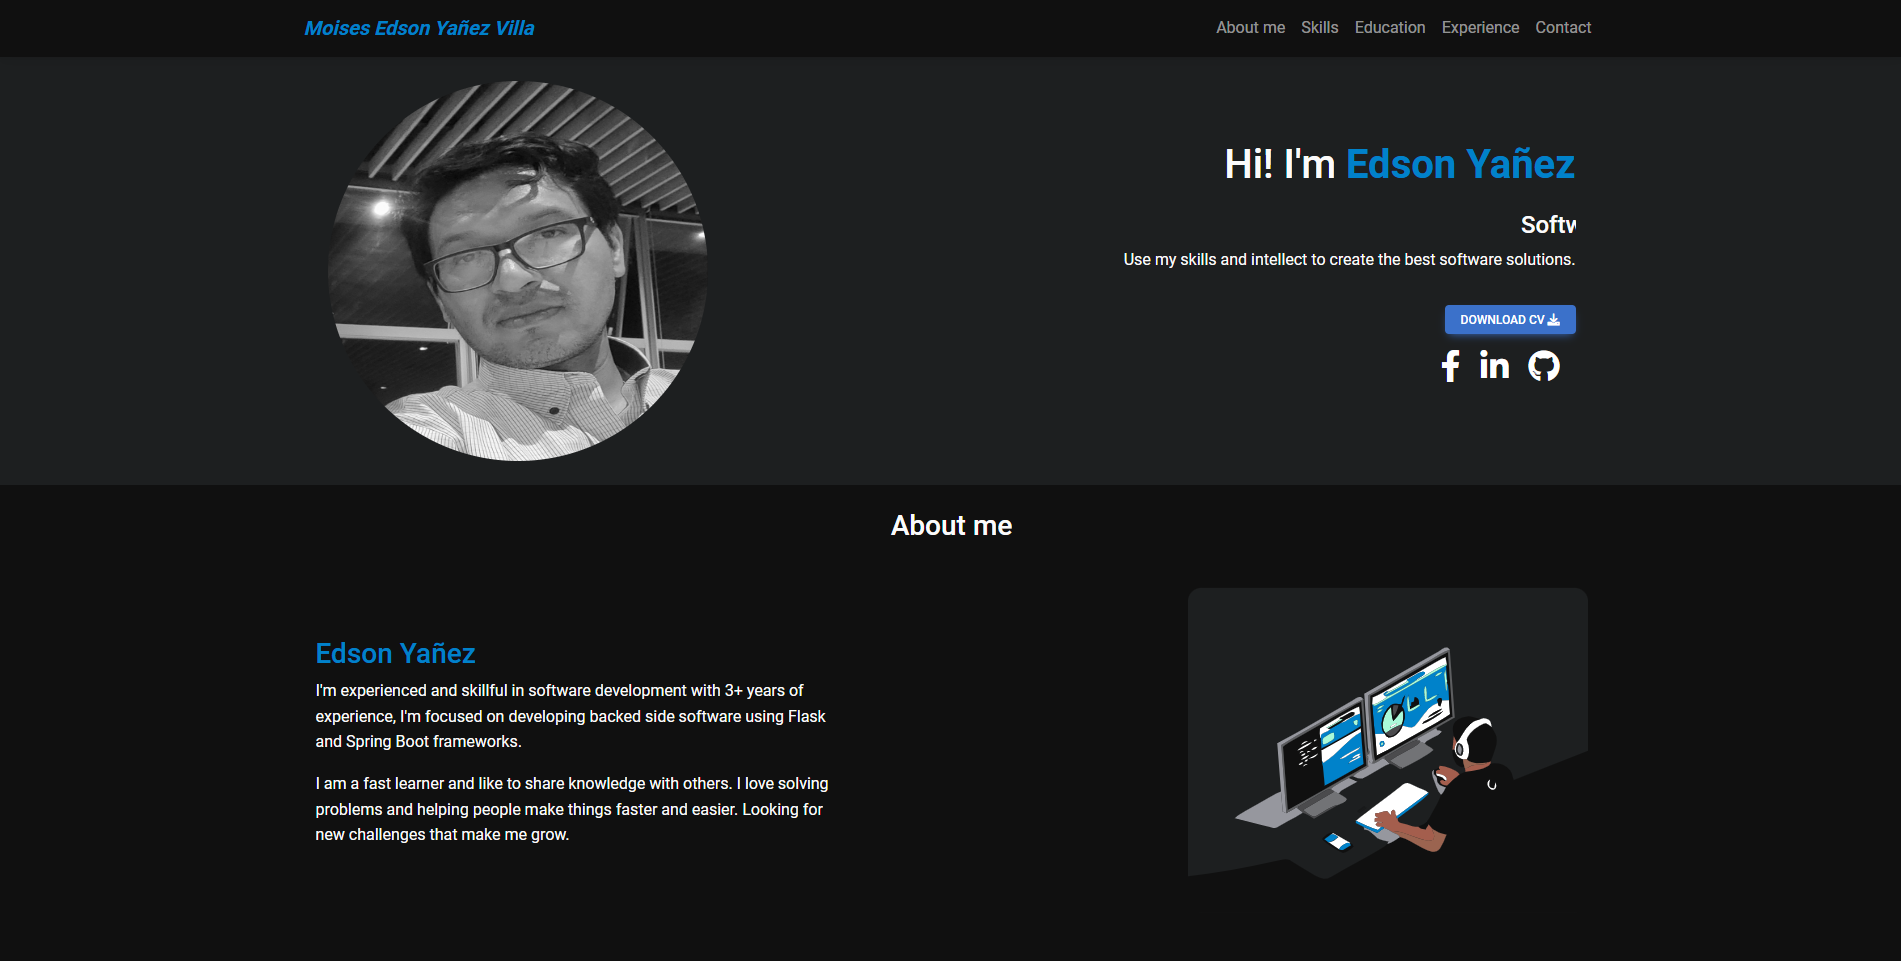 Moises Edson Yañez Villa
About me Skills Education Experience Contact
Hi! I'm Edson Yañez
Softw
Use my skills and intellect to create the best software solutions.
DOWNLOAD CV
About me
Edson Yañez
I'm experienced and skillful in software development with 3+ years of
experience, I'm focused on developing backed side software using Flask
and Spring Boot frameworks.
I am a fast learner and like to share knowledge with others. I love solving
problems and helping people make things faster and easier. Looking for
new challenges that make me grow.